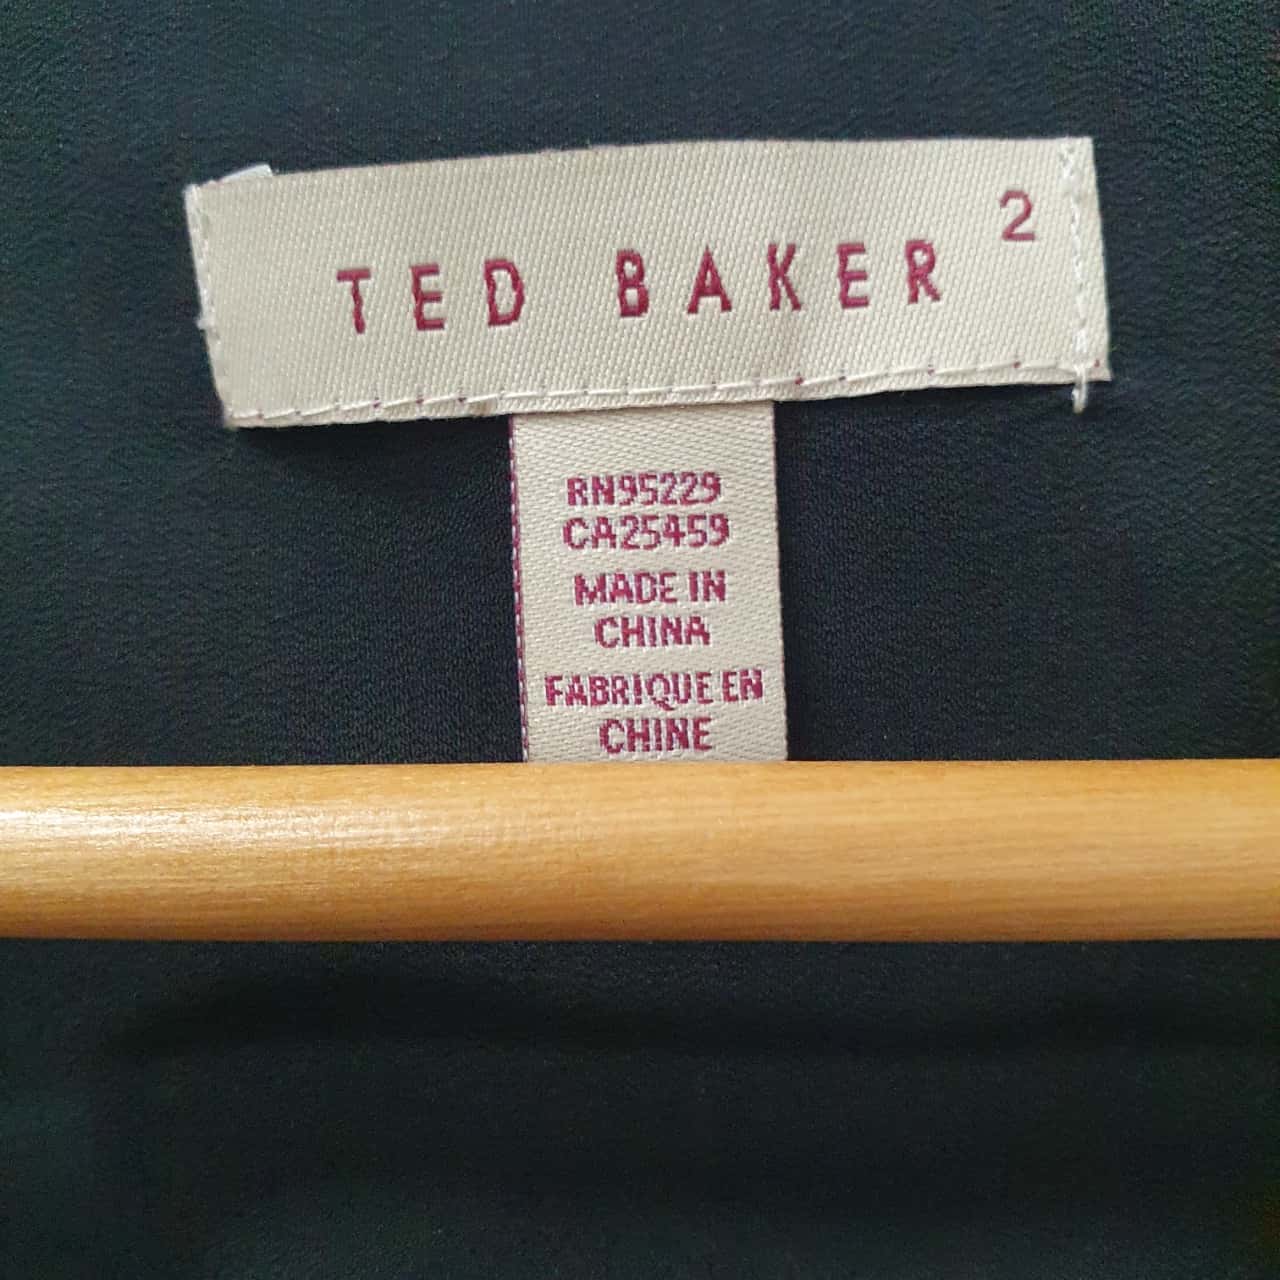 TED BAKER 2
RN95229
CA25459
MADE IN
CHINA
FABRIQUE EN
CHINE